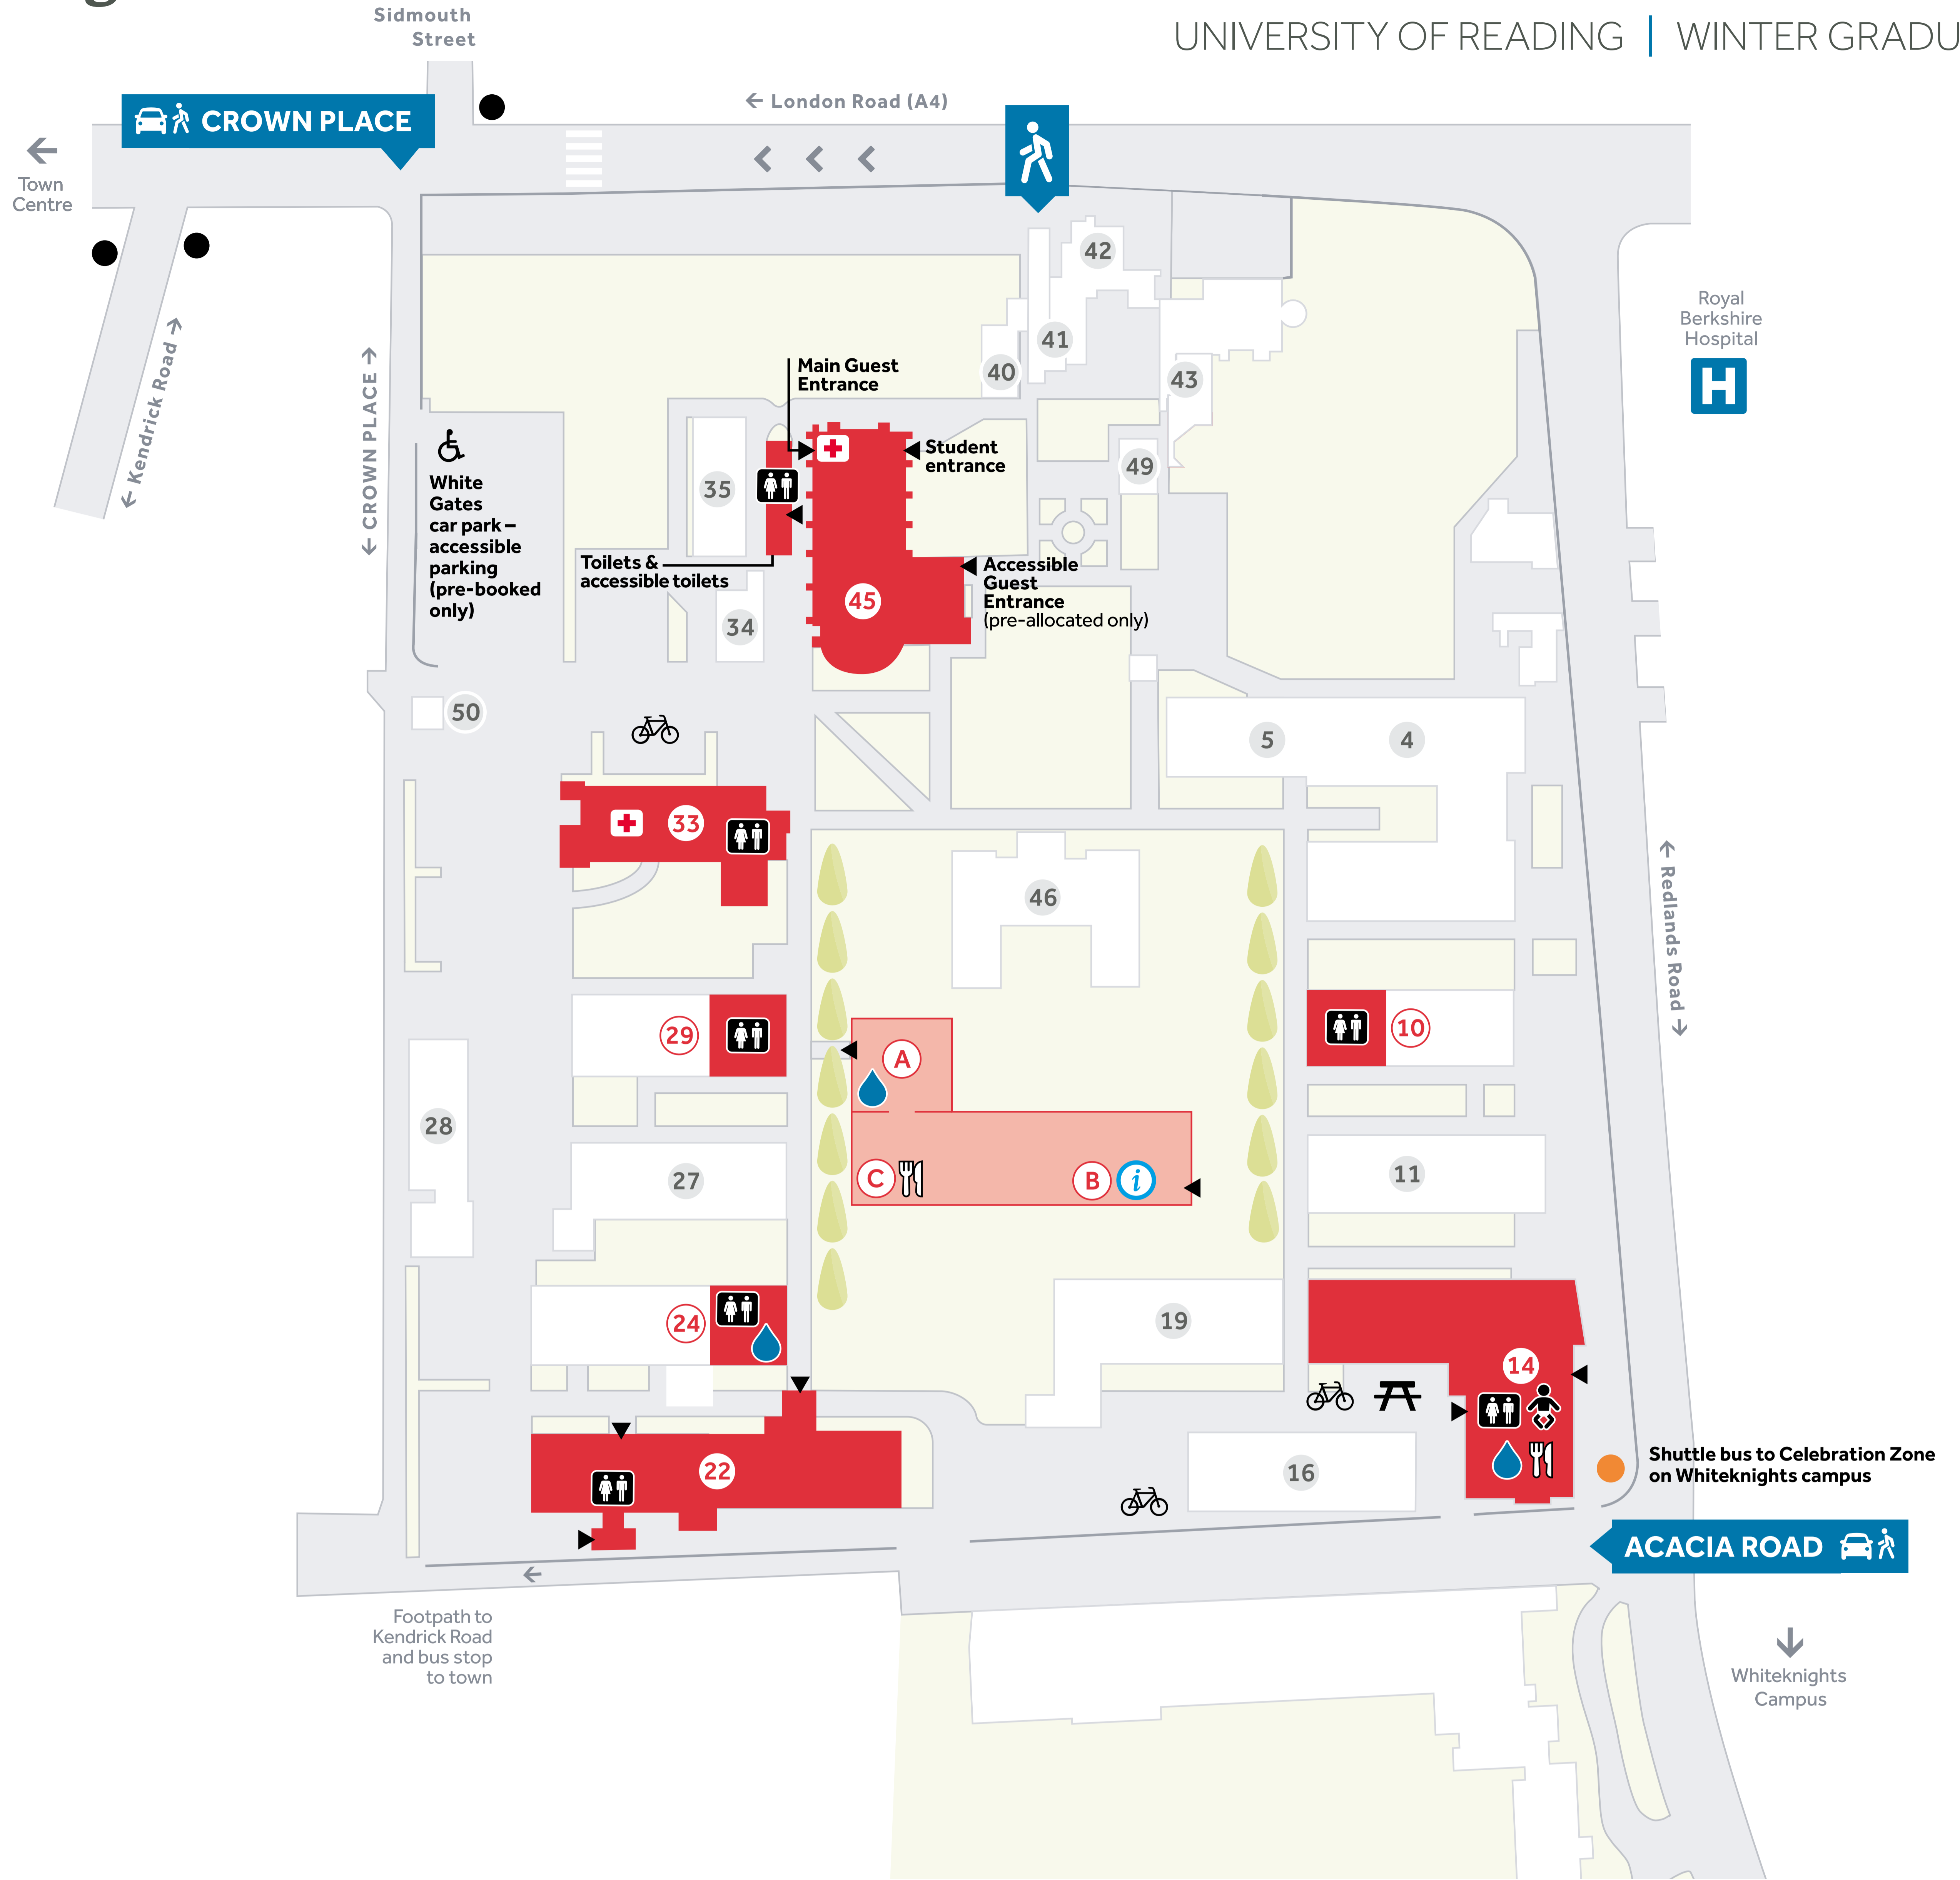 Sidmouth
Street
UNIVERSITY OF READING | WINTER GRADU
← London Road (A4)
CROWN PLACE
←
Town
Centre
← Kendrick Road →
← CROWN PLACE →
Royal
Berkshire
Hospital
H
42
41
40
43
Main Guest
Entrance
Student
entrance
49
35
White
Gates
car park –
accessible
parking
(pre-booked
only)
Toilets &
accessible toilets
Accessible
Guest
Entrance
(pre-allocated only)
45
34
50
5
4
33
46
← Redlands Road →
29
10
A
28
27
C
B
i
11
24
19
14
22
16
Shuttle bus to Celebration Zone
on Whiteknights campus
ACACIA ROAD
←
Footpath to
Kendrick Road
and bus stop
to town
↓
Whiteknights
Campus